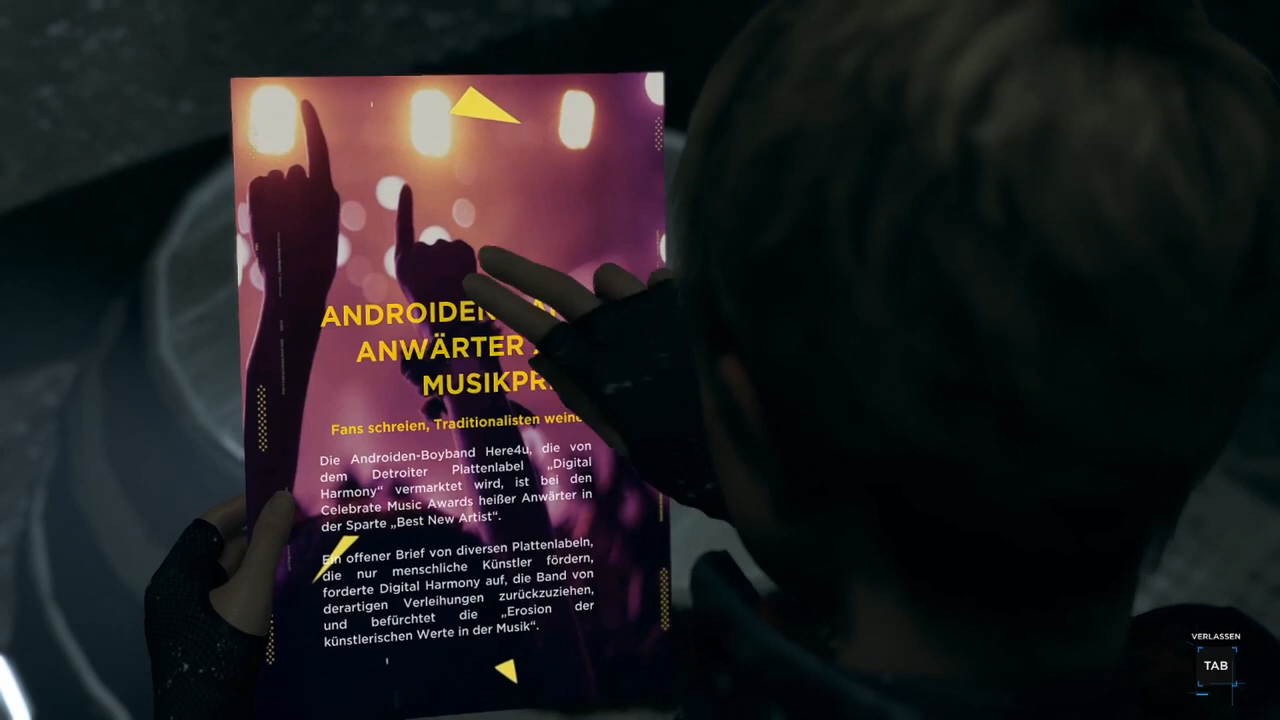 ANDROIDEN
ANWÄRTER
Fans schreien, Traditionalisten
Die Androiden-Boyband Here4u, die von
dem Detroiter Plattenlabel „Digital
Harmony“ vermarktet wird, ist bei den
Celebrate Music Awards heißer Anwärter in
der Sparte „Best New Artist“.
Ein offener Brief von diversen Plattenlabeln,
die nur menschliche Künstler fördern,
forderte Digital Harmony auf, die Band von
derartigen Verleihungen zurückzuziehen,
und befürchtet die „Erosion der
künstlerischen Werte in der Musik“.
VERLASSEN
TAB